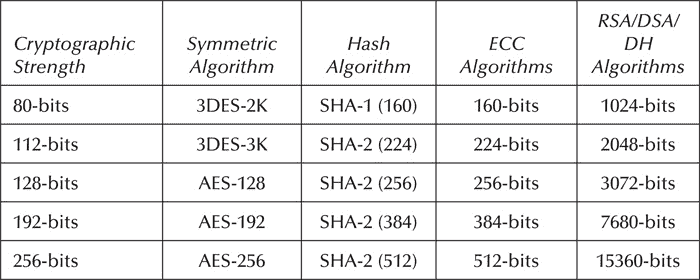 Cryptographic Strength | Symmetric Algorithm | Hash Algorithm | ECC Algorithms | RSA/DSA/DH Algorithms
80-bits | 3DES-2K | SHA-1 (160) | 160-bits | 1024-bits
112-bits | 3DES-3K | SHA-2 (224) | 224-bits | 2048-bits
128-bits | AES-128 | SHA-2 (256) | 256-bits | 3072-bits
192-bits | AES-192 | SHA-2 (384) | 384-bits | 7680-bits
256-bits | AES-256 | SHA-2 (512) | 512-bits | 15360-bits